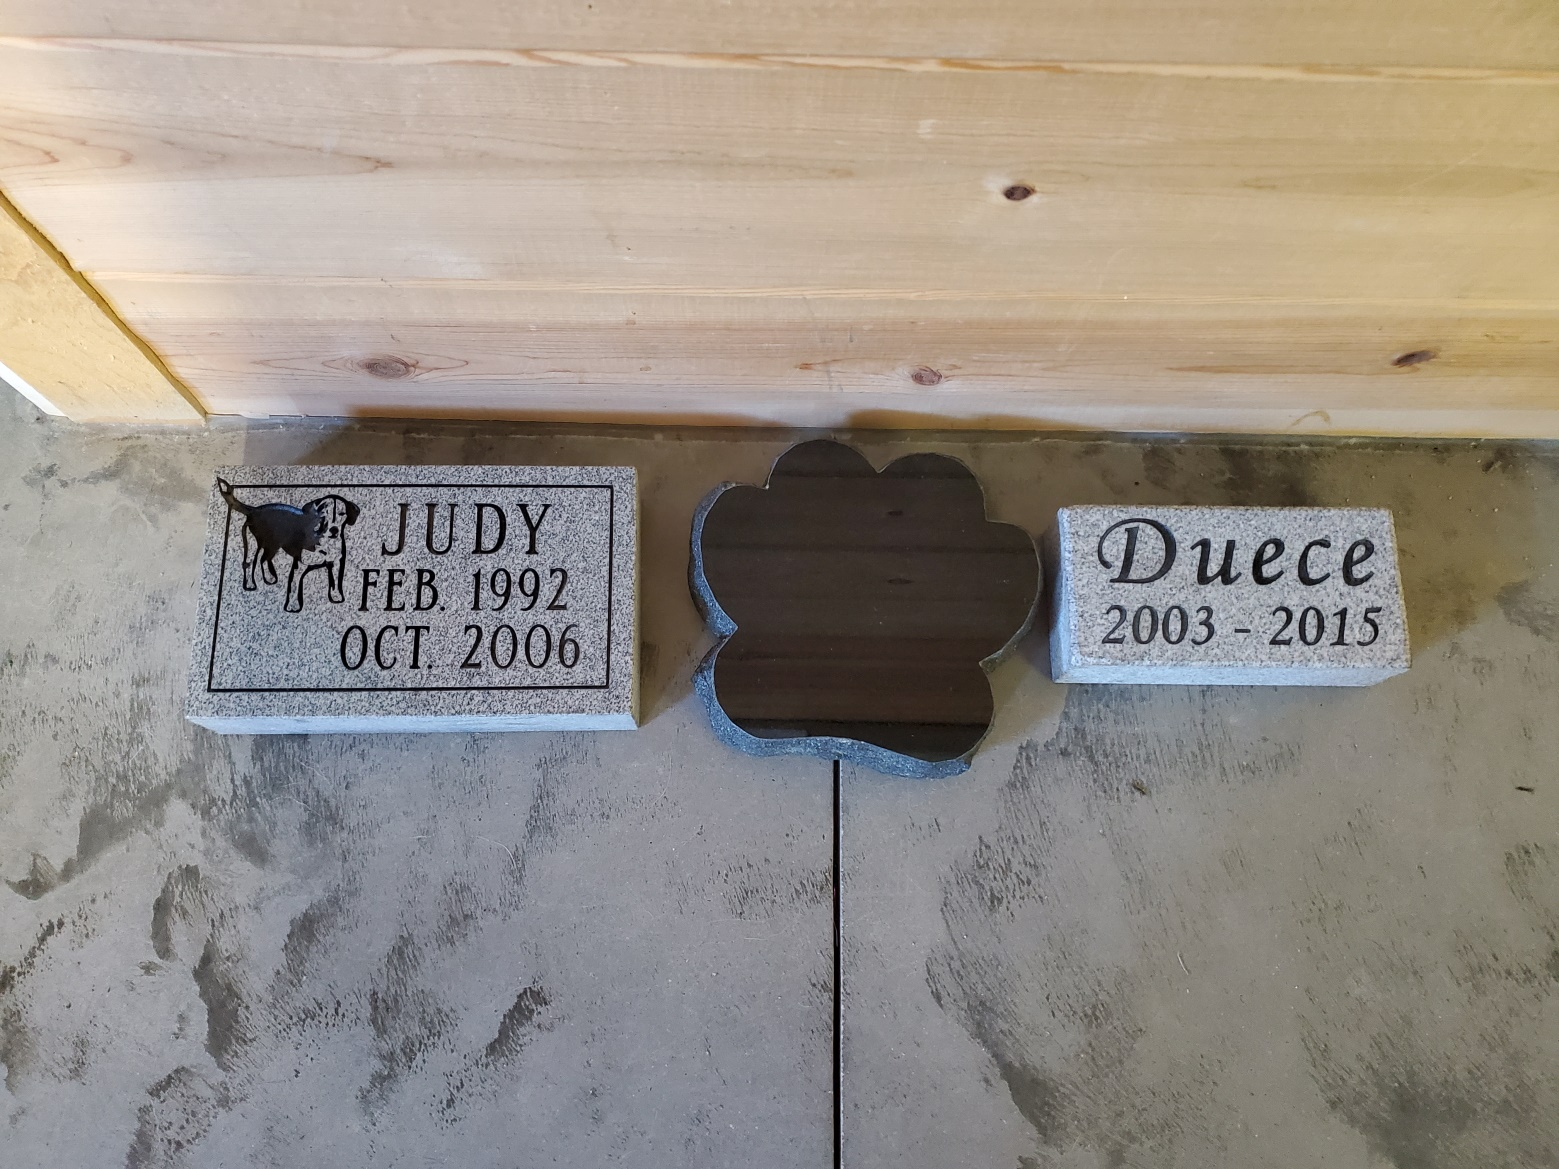 JUDY
FEB. 1992
OCT. 2006
Duece
2003 - 2015